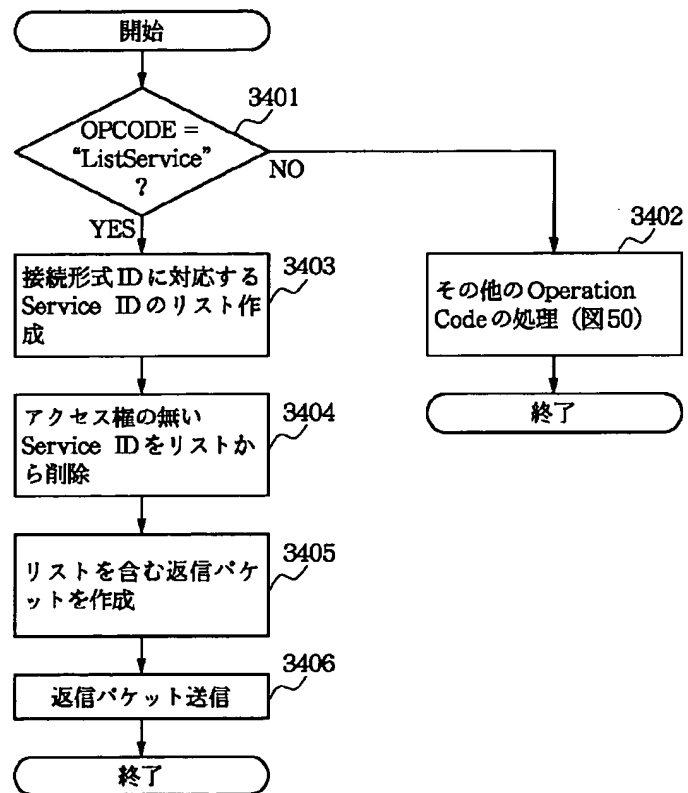 開始
3401
OPCODE =
“ListService”
?
NO
YES
3402
その他のOperation
Codeの処理（図50）
終了
3403
接続形式IDに対応する
Service IDのリスト作
成
3404
アクセス権の無い
Service IDをリストか
ら削除
3405
リストを含む返信パケ
ットを作成
3406
返信パケット送信
終了